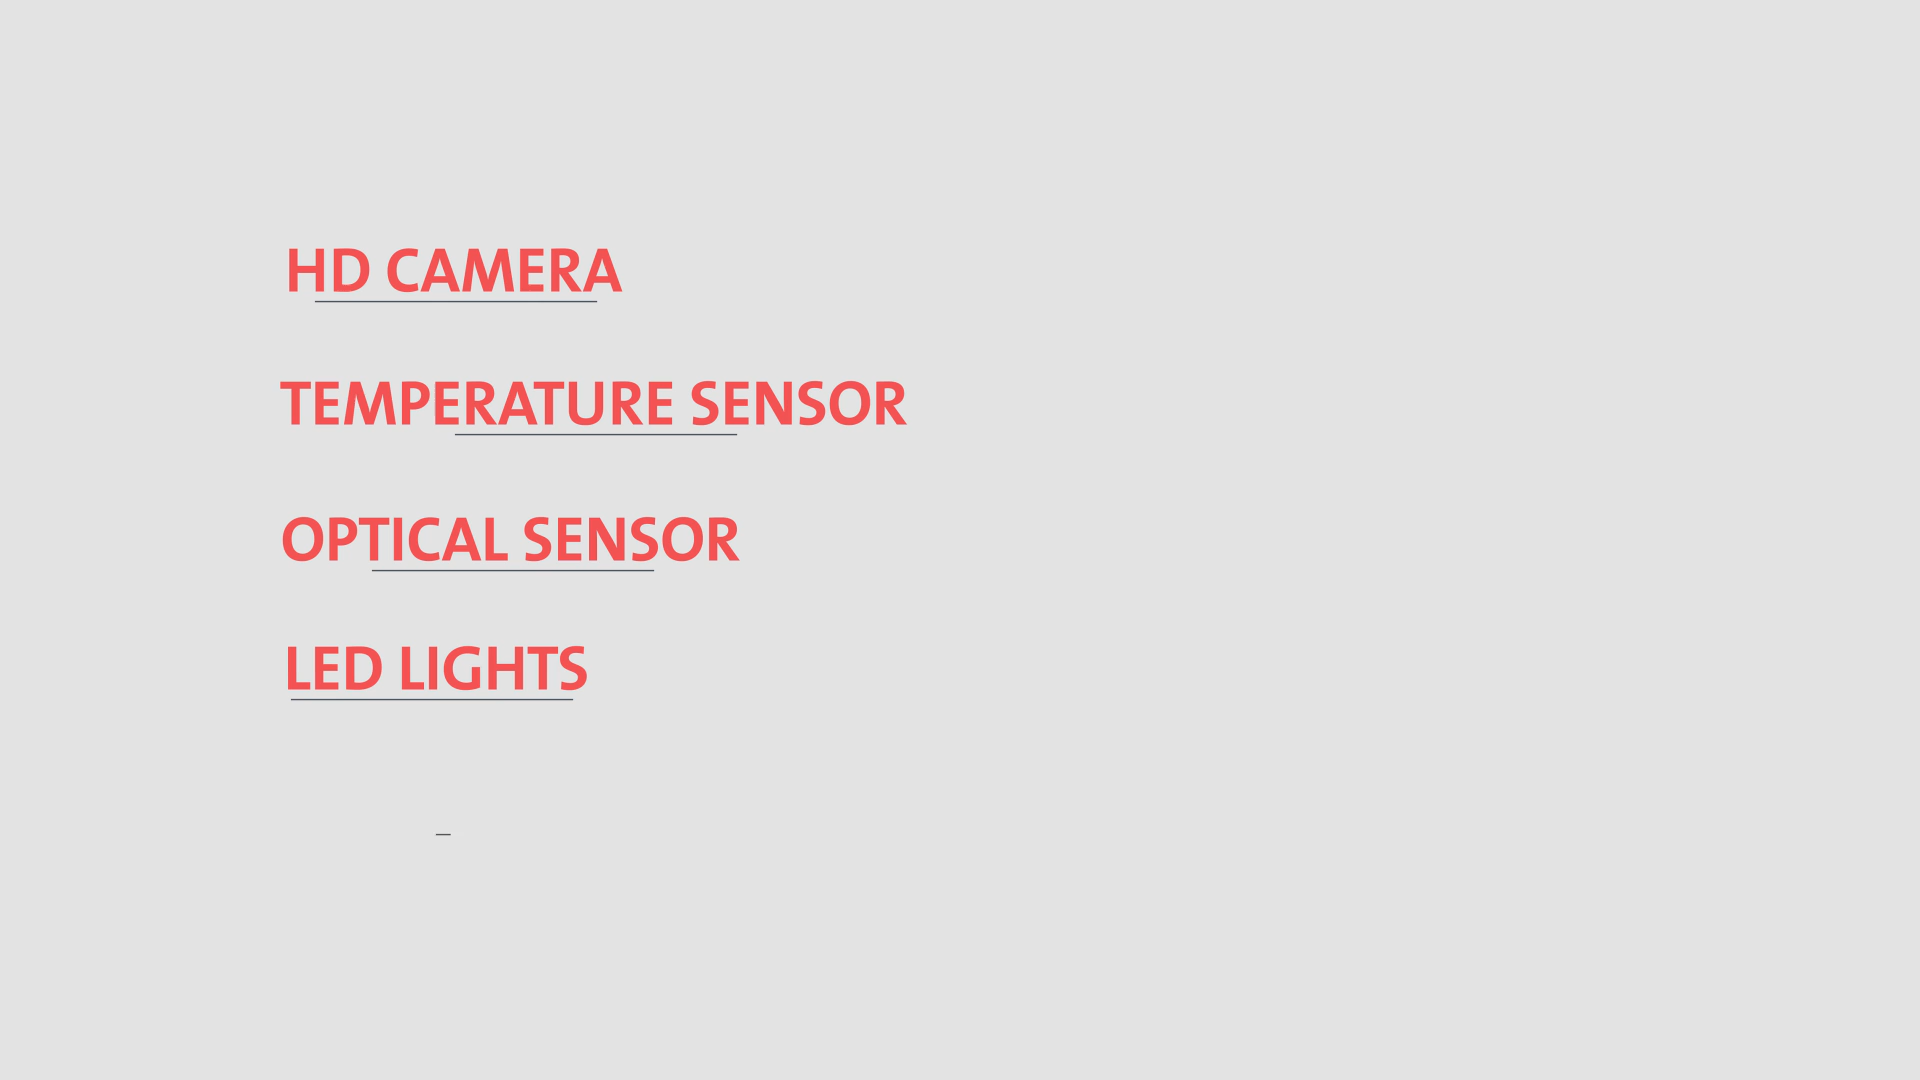 HD CAMERA
TEMPERATURE SENSOR
OPTICAL SENSOR
LED LIGHTS